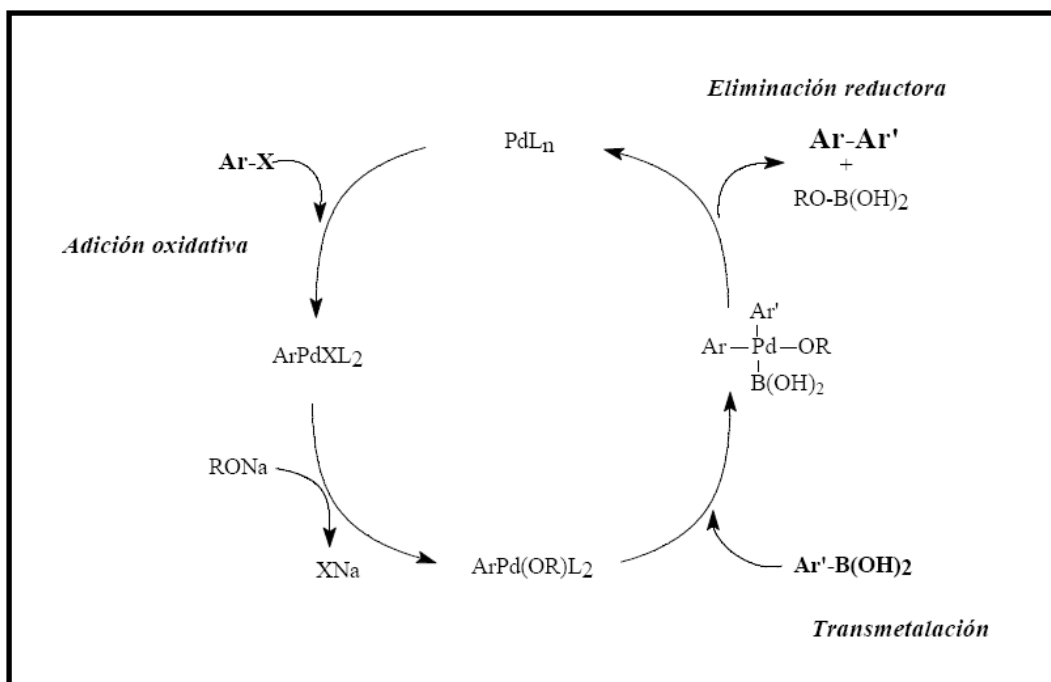 Eliminación reductora
PdLn
Ar-Ar'
+
RO-B(OH)2
Ar-X
Adición oxidativa
ArPdXL2
Ar'
Ar—Pd—OR
B(OH)2
RONa
XNa
ArPd(OR)L2
Ar'-B(OH)2
Transmetalación